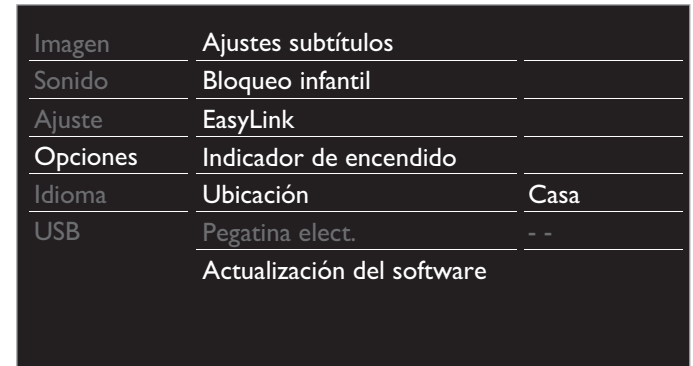 Imagen Ajustes subtítulos
Sonido Bloqueo infantil
Ajuste EasyLink
Opciones Indicador de encendido
Idioma Ubicación Casa
USB Pegatina elect. - -
Actualización del software